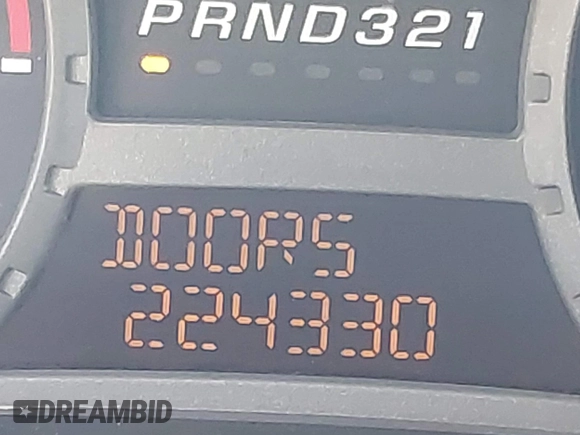 PRND321
DOORS
224330
DREAMBID